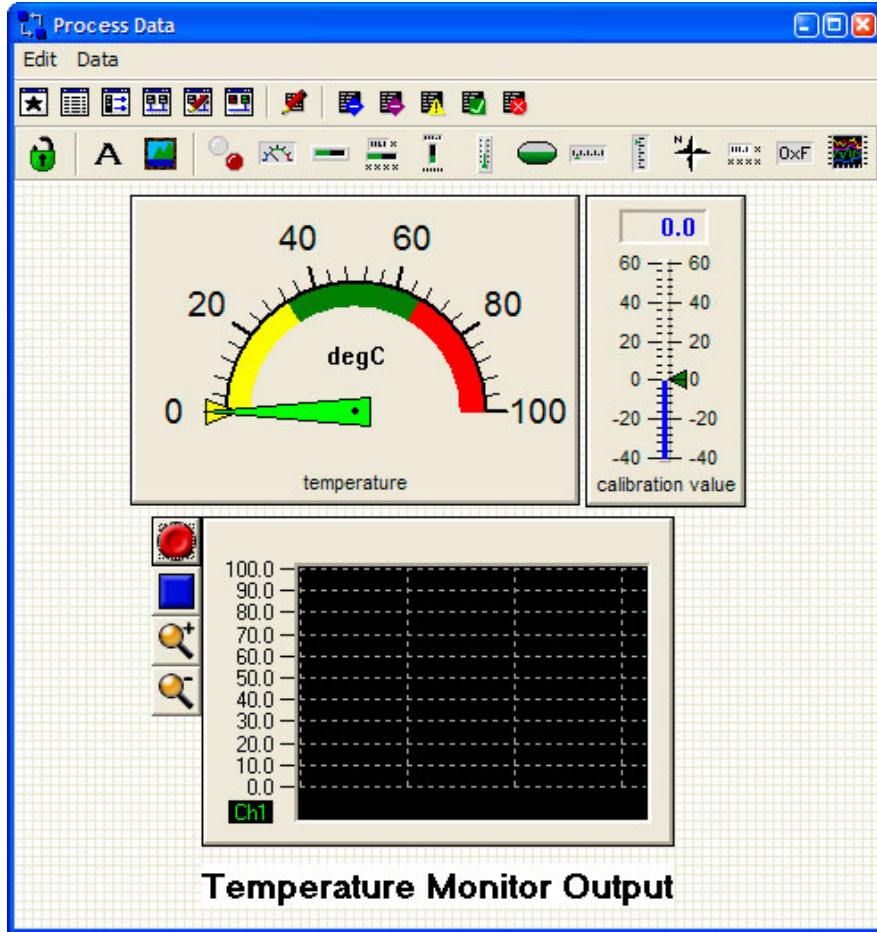 Process Data
Edit Data
A
N
0xF
40 60
20 80
degC
0 100
temperature
0.0
60 60
40 40
20 20
0 0
-20 -20
-40 -40
calibration value
100.0
90.0
80.0
70.0
60.0
50.0
40.0
30.0
20.0
10.0
0.0
Ch1
Temperature Monitor Output